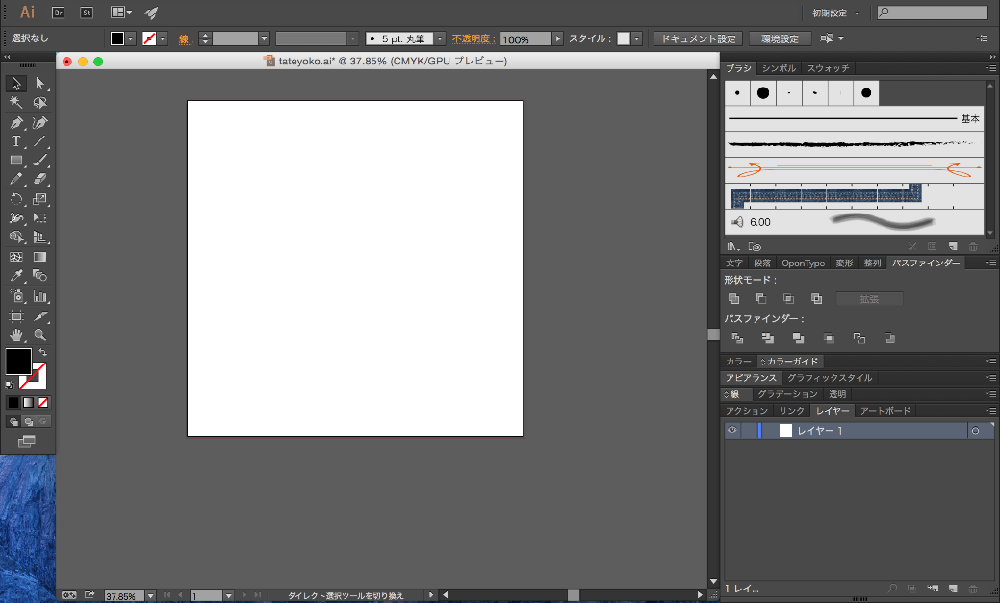 Ai Br St 初期設定
選択なし 線 : 5 pt. 丸筆 不透明度 : 100% スタイル : ドキュメント設定 環境設定
tateyoko.ai* @ 37.85% (CMYK/GPU プレビュー)
ブラシ シンボル スウォッチ
基本
6.00
文字 段落 OpenType 変形 整列 パスファインダー
形状モード :
拡張
パスファインダー :
カラー カラーガイド
アピアランス グラフィックスタイル
線 グラデーション 透明
アクション リンク レイヤー アートボード
レイヤー 1
37.85% 1 ダイレクト選択ツールを切り換え
1 レイ...